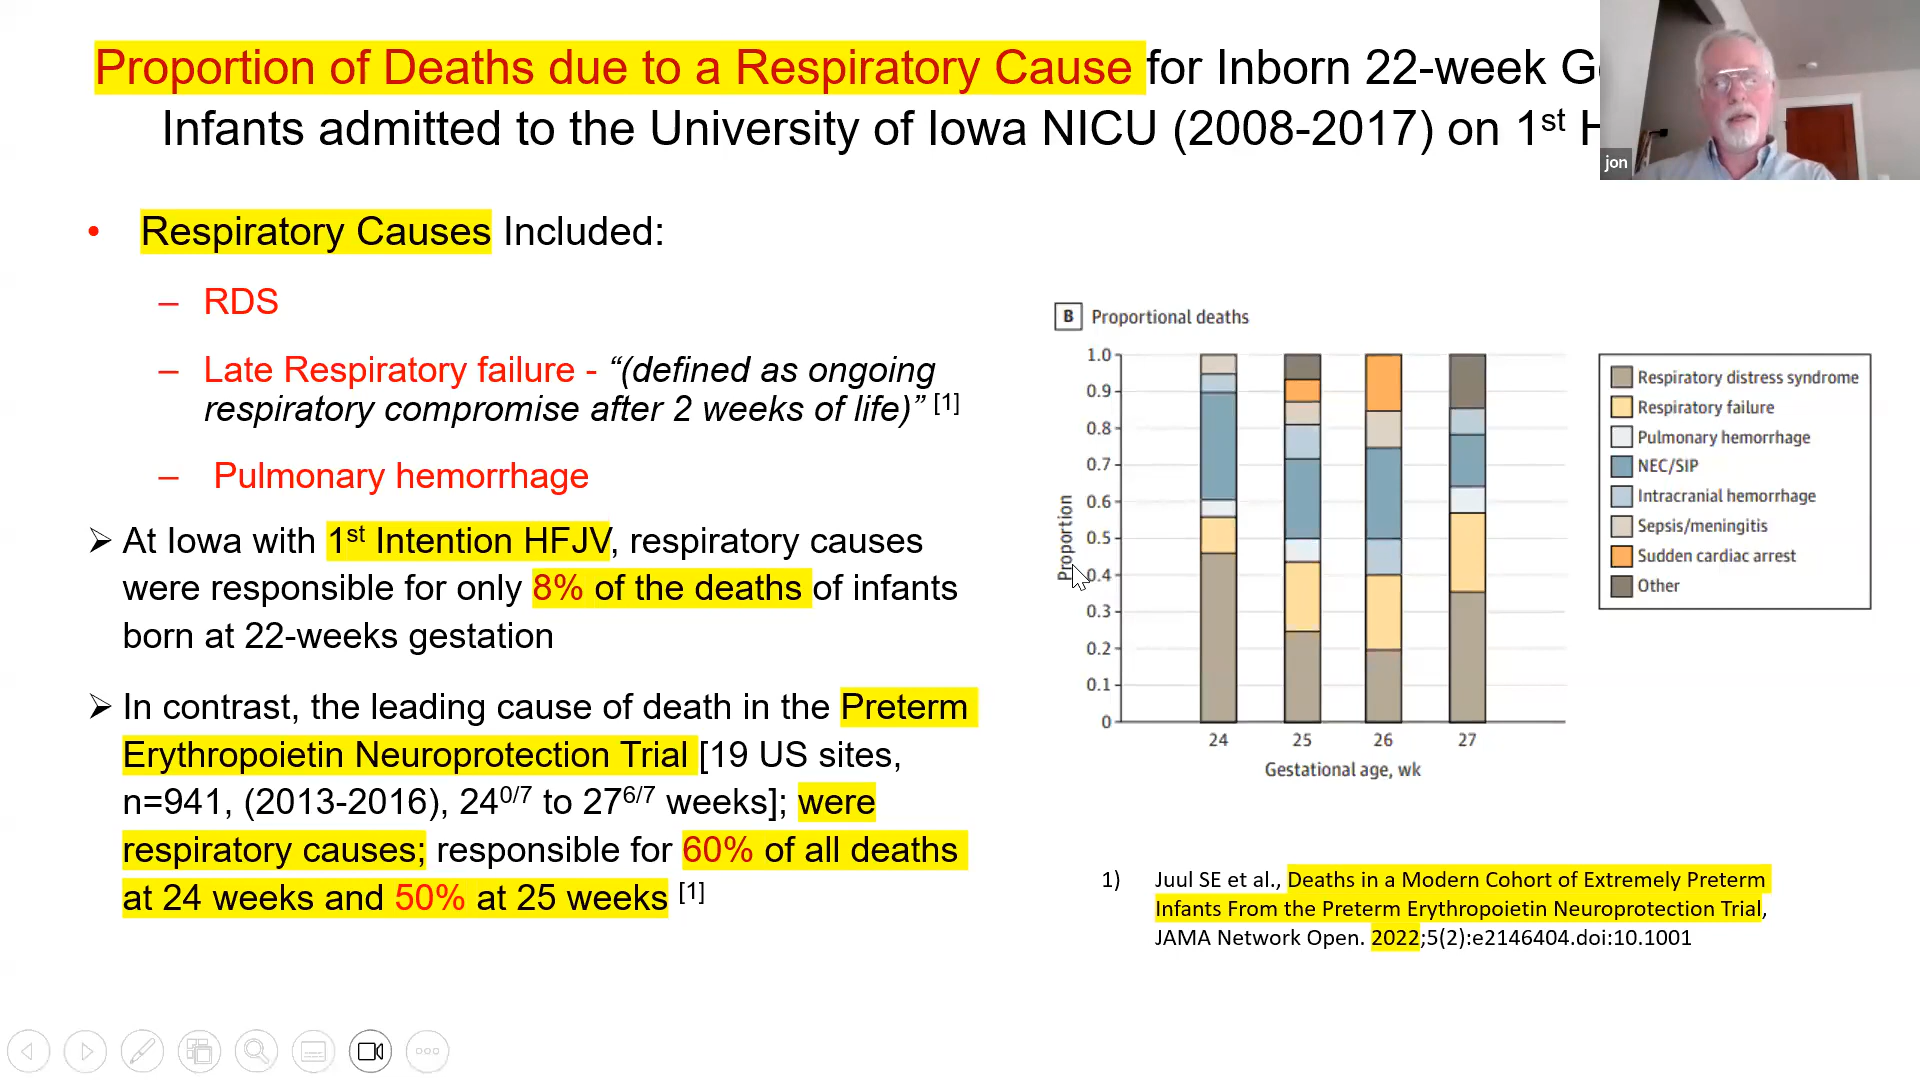 Proportion of Deaths due to a Respiratory Cause for Inborn 22-week
Infants admitted to the University of Iowa NICU (2008-2017) on 1st
jon
• Respiratory Causes Included:
– RDS
– Late Respiratory failure - “(defined as ongoing
respiratory compromise after 2 weeks of life)” [1]
– Pulmonary hemorrhage
➢ At Iowa with 1st Intention HFJV, respiratory causes
were responsible for only 8% of the deaths of infants
born at 22-weeks gestation
➢ In contrast, the leading cause of death in the Preterm
Erythropoietin Neuroprotection Trial [19 US sites,
n=941, (2013-2016), 24 0/7 to 27 6/7 weeks]; were
respiratory causes; responsible for 60% of all deaths
at 24 weeks and 50% at 25 weeks [1]
B Proportional deaths
1.0
0.9
0.8
0.7
0.6
0.5
0.4
0.3
0.2
0.1
0
Proportion
24 25 26 27
Gestational age, wk
Respiratory distress syndrome
Respiratory failure
Pulmonary hemorrhage
NEC/SIP
Intracranial hemorrhage
Sepsis/meningitis
Sudden cardiac arrest
Other
1) Juul SE et al., Deaths in a Modern Cohort of Extremely Preterm
Infants From the Preterm Erythropoietin Neuroprotection Trial,
JAMA Network Open. 2022;5(2):e2146404.doi:10.1001